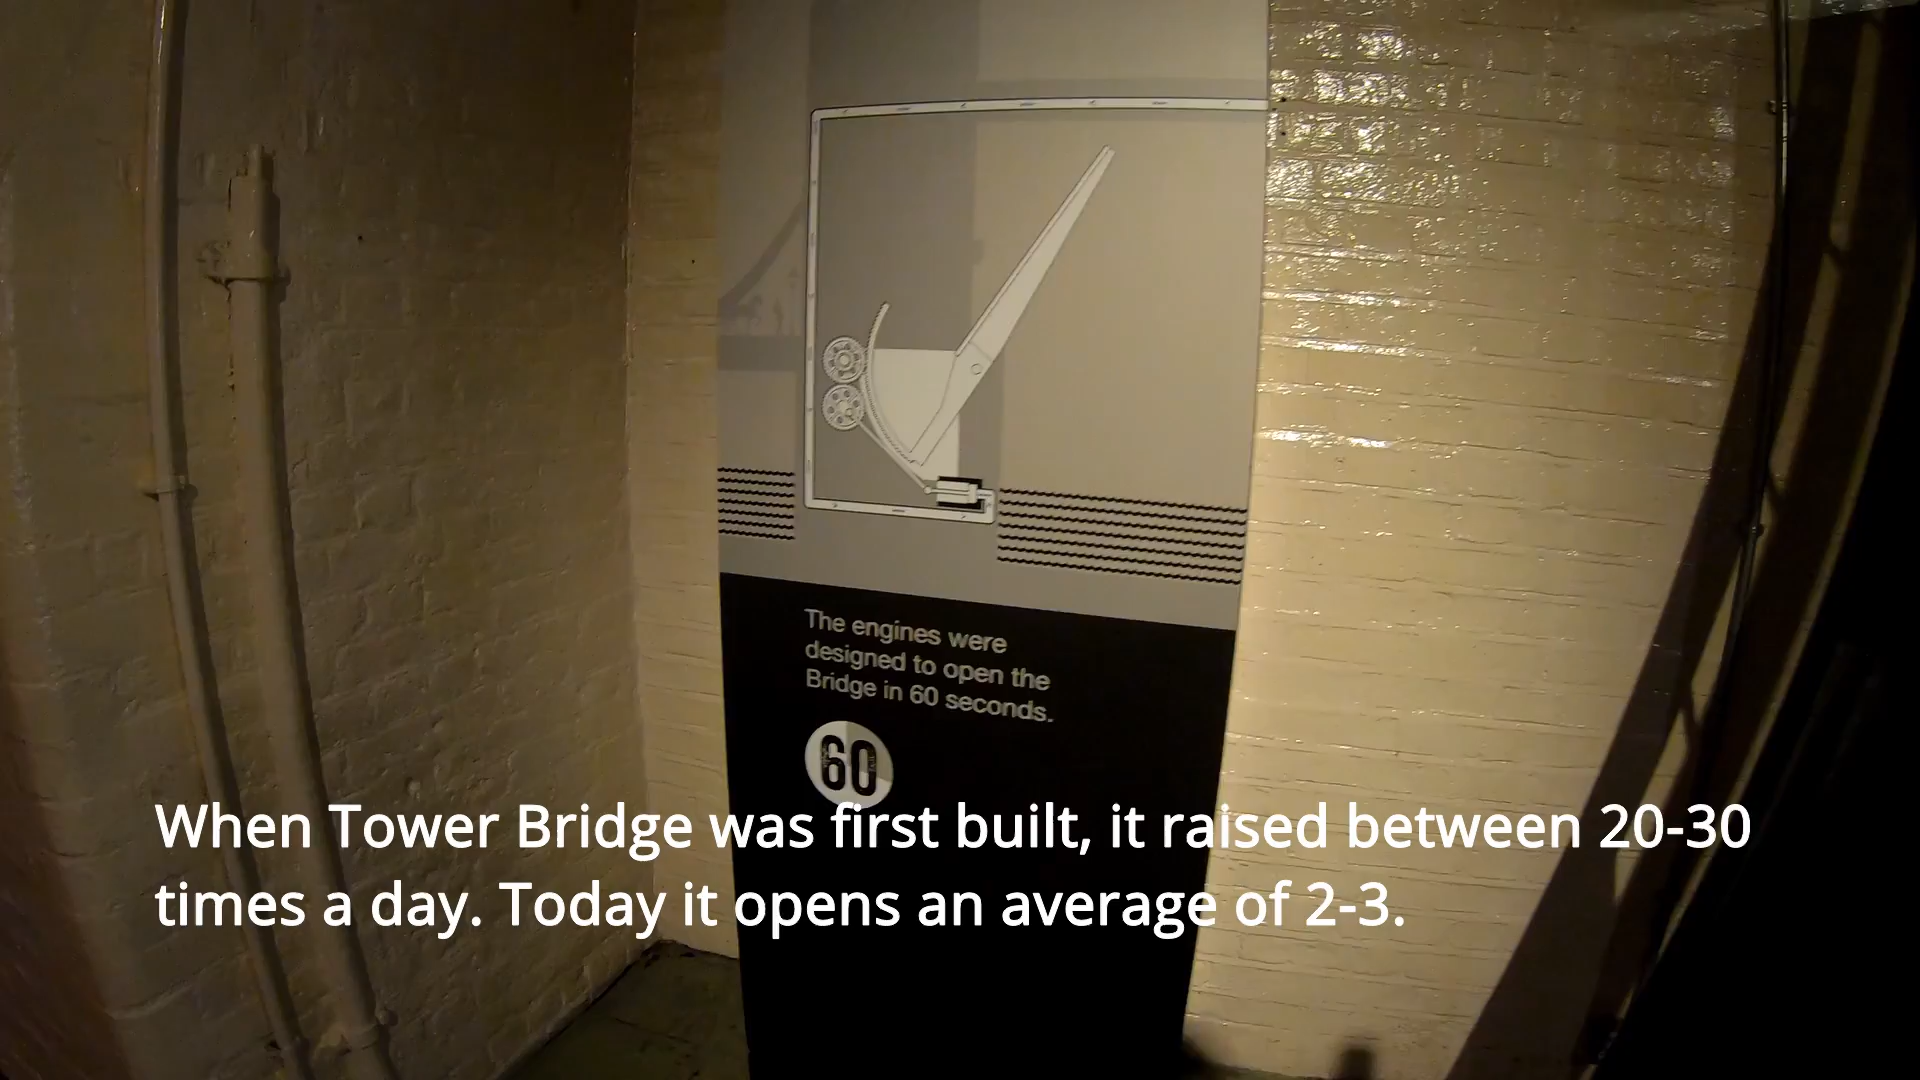 The engines were
designed to open the
Bridge in 60 seconds.
60
When Tower Bridge was first built, it raised between 20-30
times a day. Today it opens an average of 2-3.